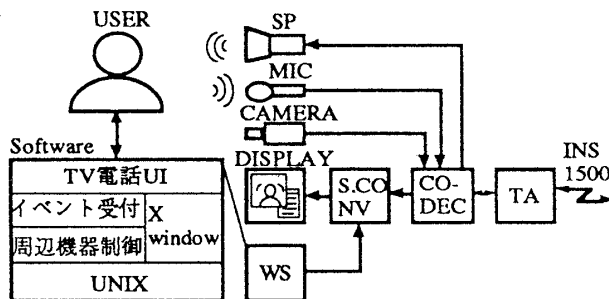 USER
SP
MIC
CAMERA
DISPLAY
S.CO
NV
CO-
DEC
TA
INS
1500
Software
TV電話UI
イベント受付
周辺機器制御
X
window
UNIX
WS